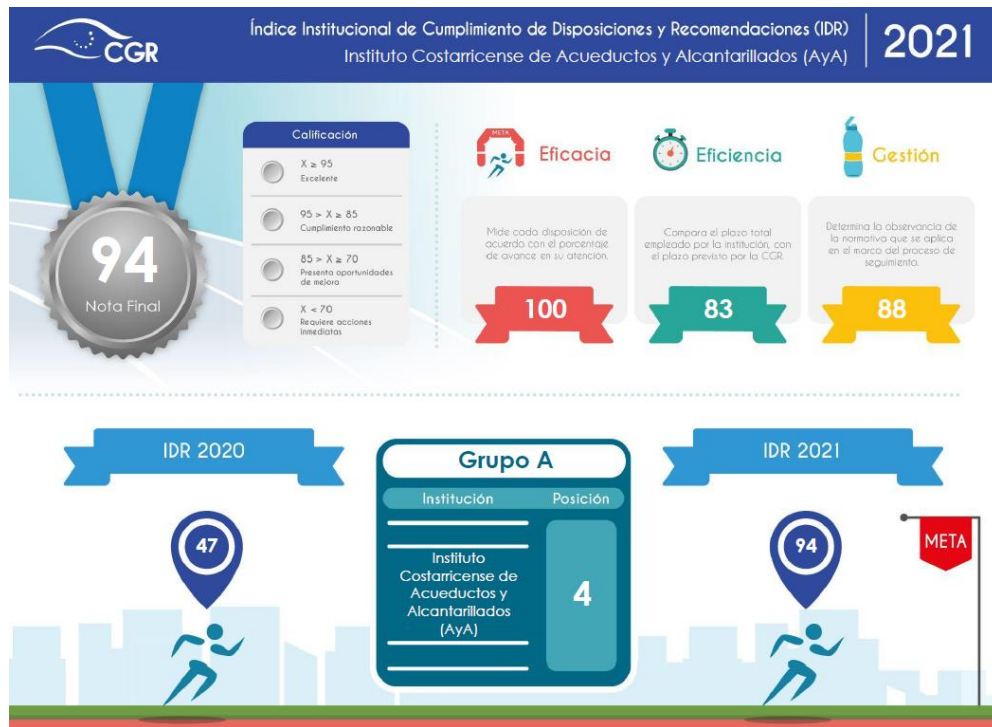 CGR
Índice Institucional de Cumplimiento de Disposiciones y Recomendaciones (IDR)
Instituto Costarricense de Acueductos y Alcantarillados (AyA)
2021
94
Nota Final
Calificación
X ≥ 95
Excelente
95 > X ≥ 85
Cumplimiento razonable
85 > X ≥ 70
Presenta oportunidades
de mejora
X < 70
Requiere acciones
inmediatas
META
Eficacia
Mide cada disposición de
acuerdo con el porcentaje
de avance en su atención.
100
Eficiencia
Compara el plazo total
empleado por la institución, con
el plazo previsto por la CGR.
83
Gestión
Determina la observancia de
la normativa que se aplica
en el marco del proceso de
seguimiento.
88
IDR 2020
47
Grupo A
Institución
Posición
Instituto
Costarricense de
Acueductos y
Alcantarillados
(AyA)
4
IDR 2021
94
META